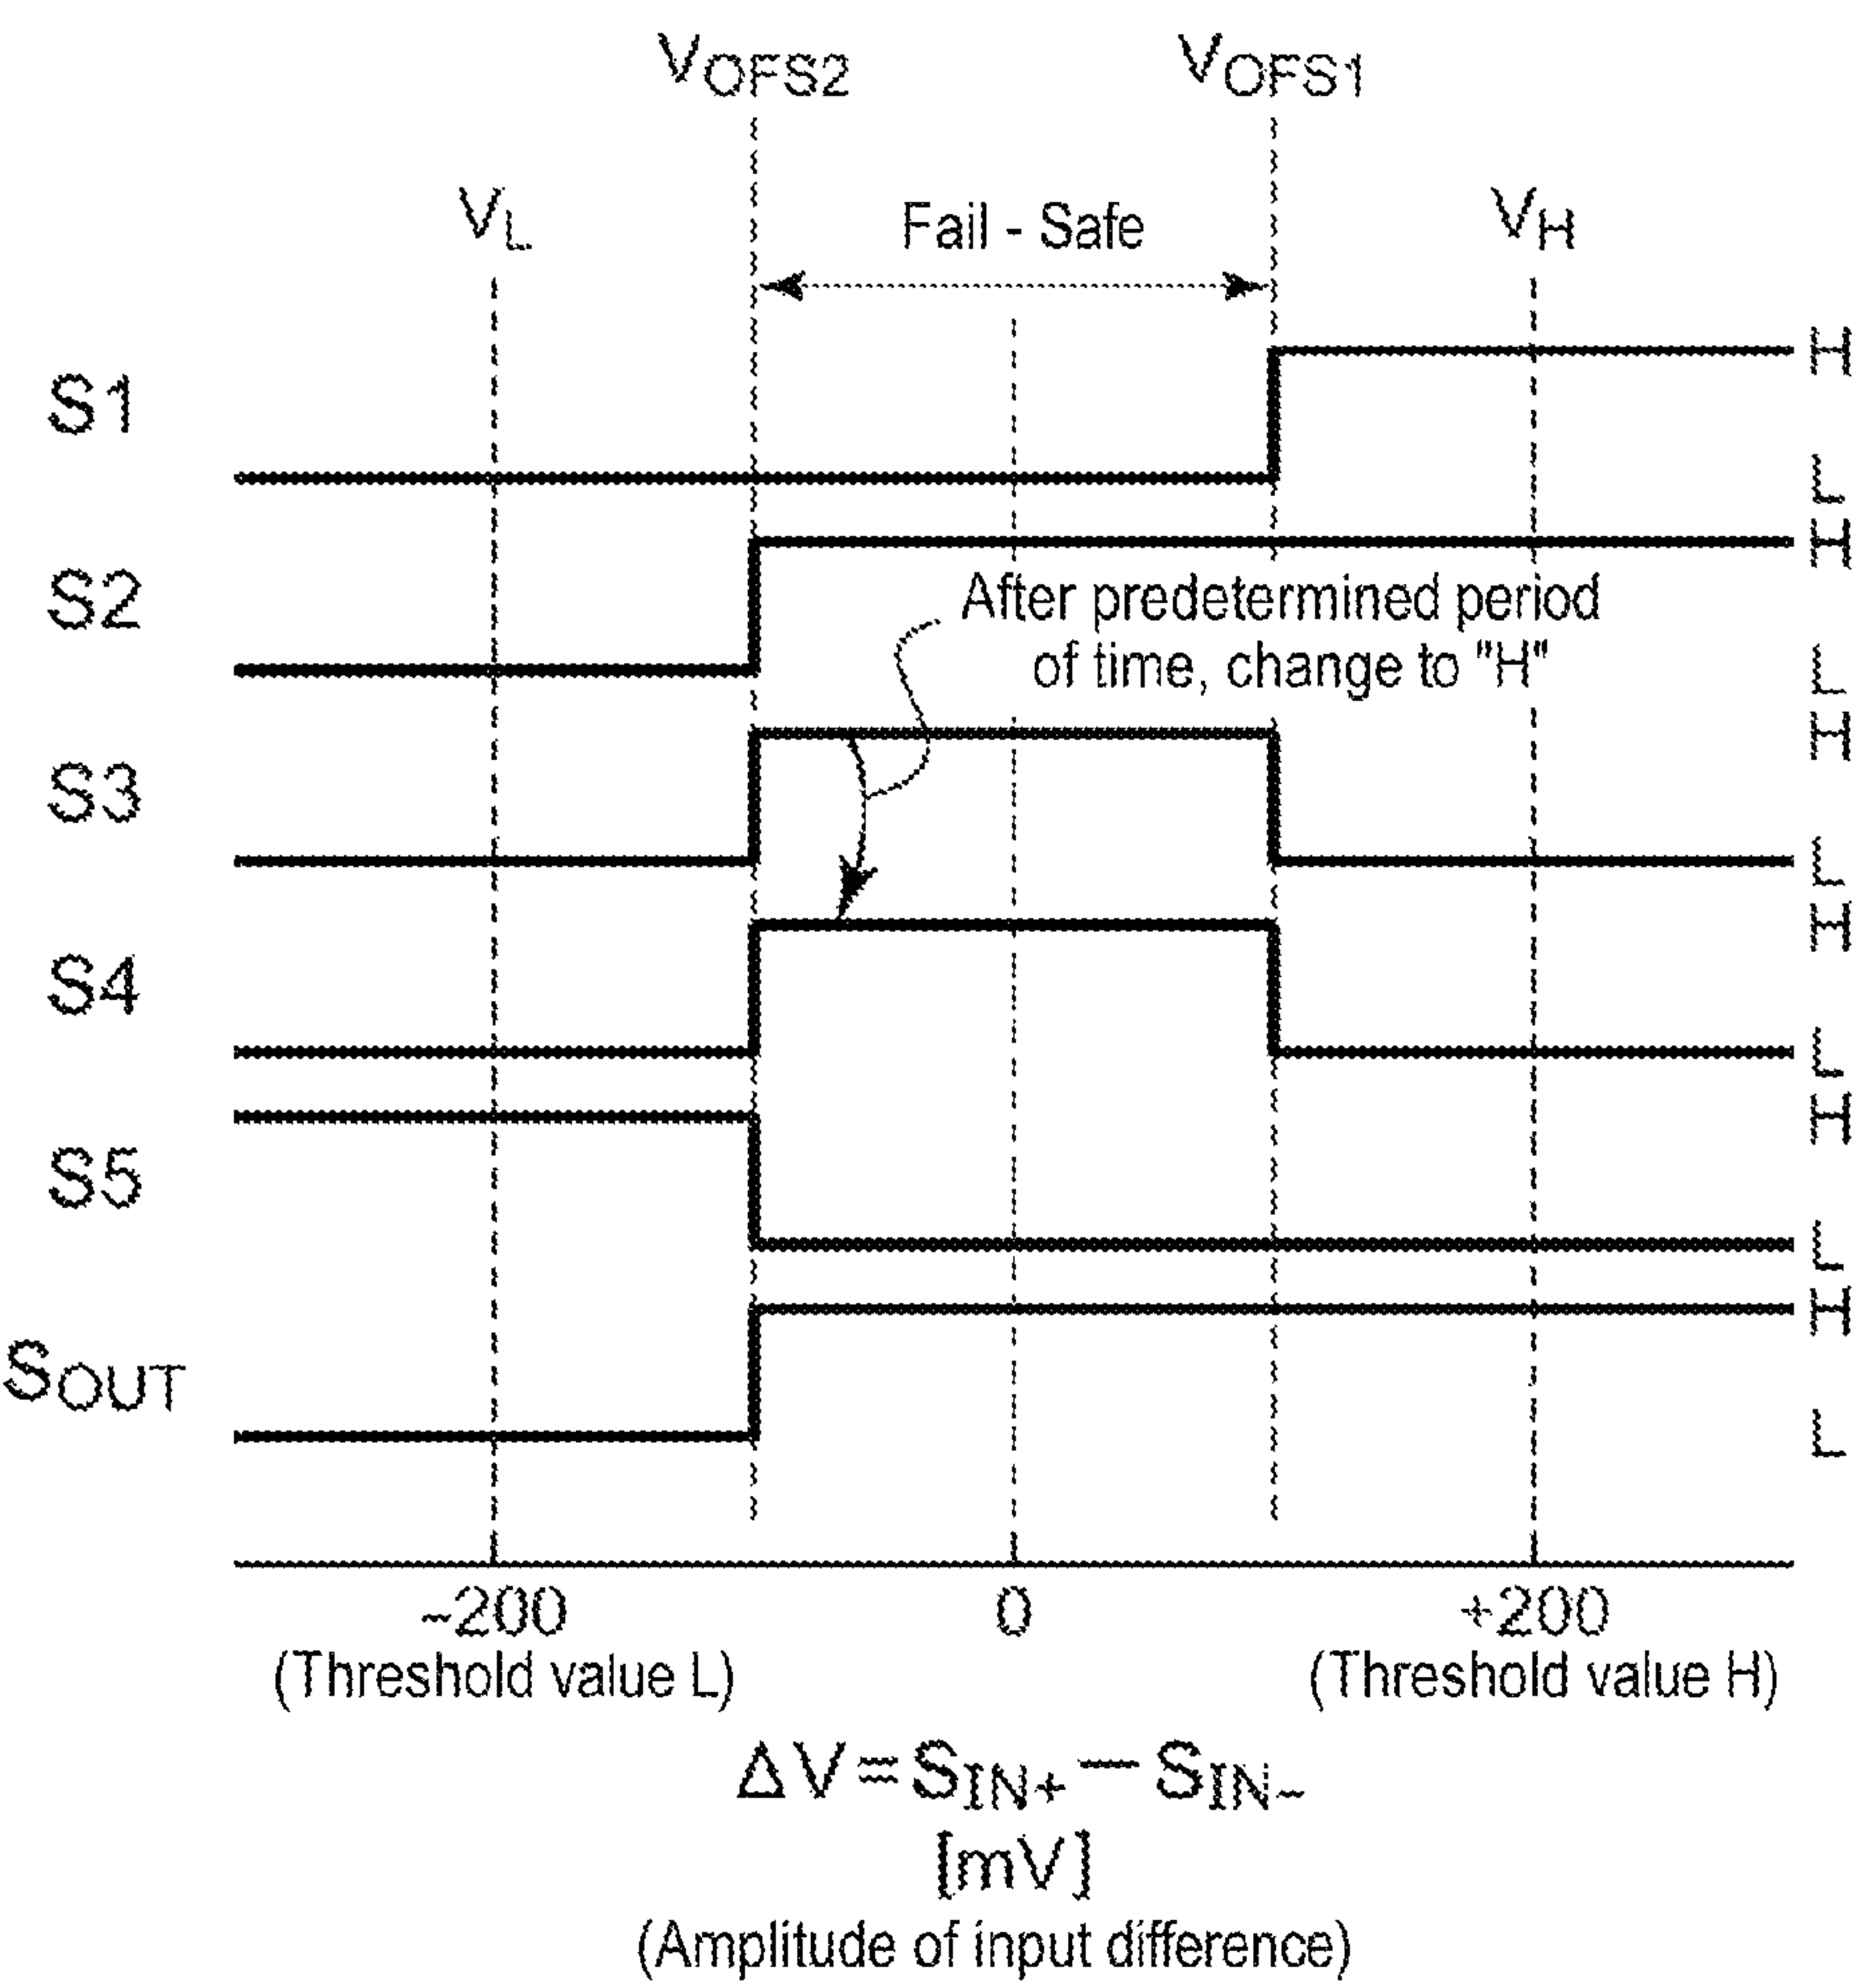 VOFS2 VOFS1
VL Fail - Safe VH
H
S1
L
H
S2 After predetermined period
of time, change to "H"
L
H
S3
L
H
S4
L
H
S5
L
H
SOUT
L
-200 0 +200
(Threshold value L) (Threshold value H)
ΔV=SIN+−SIN-
[mV]
(Amplitude of input difference)